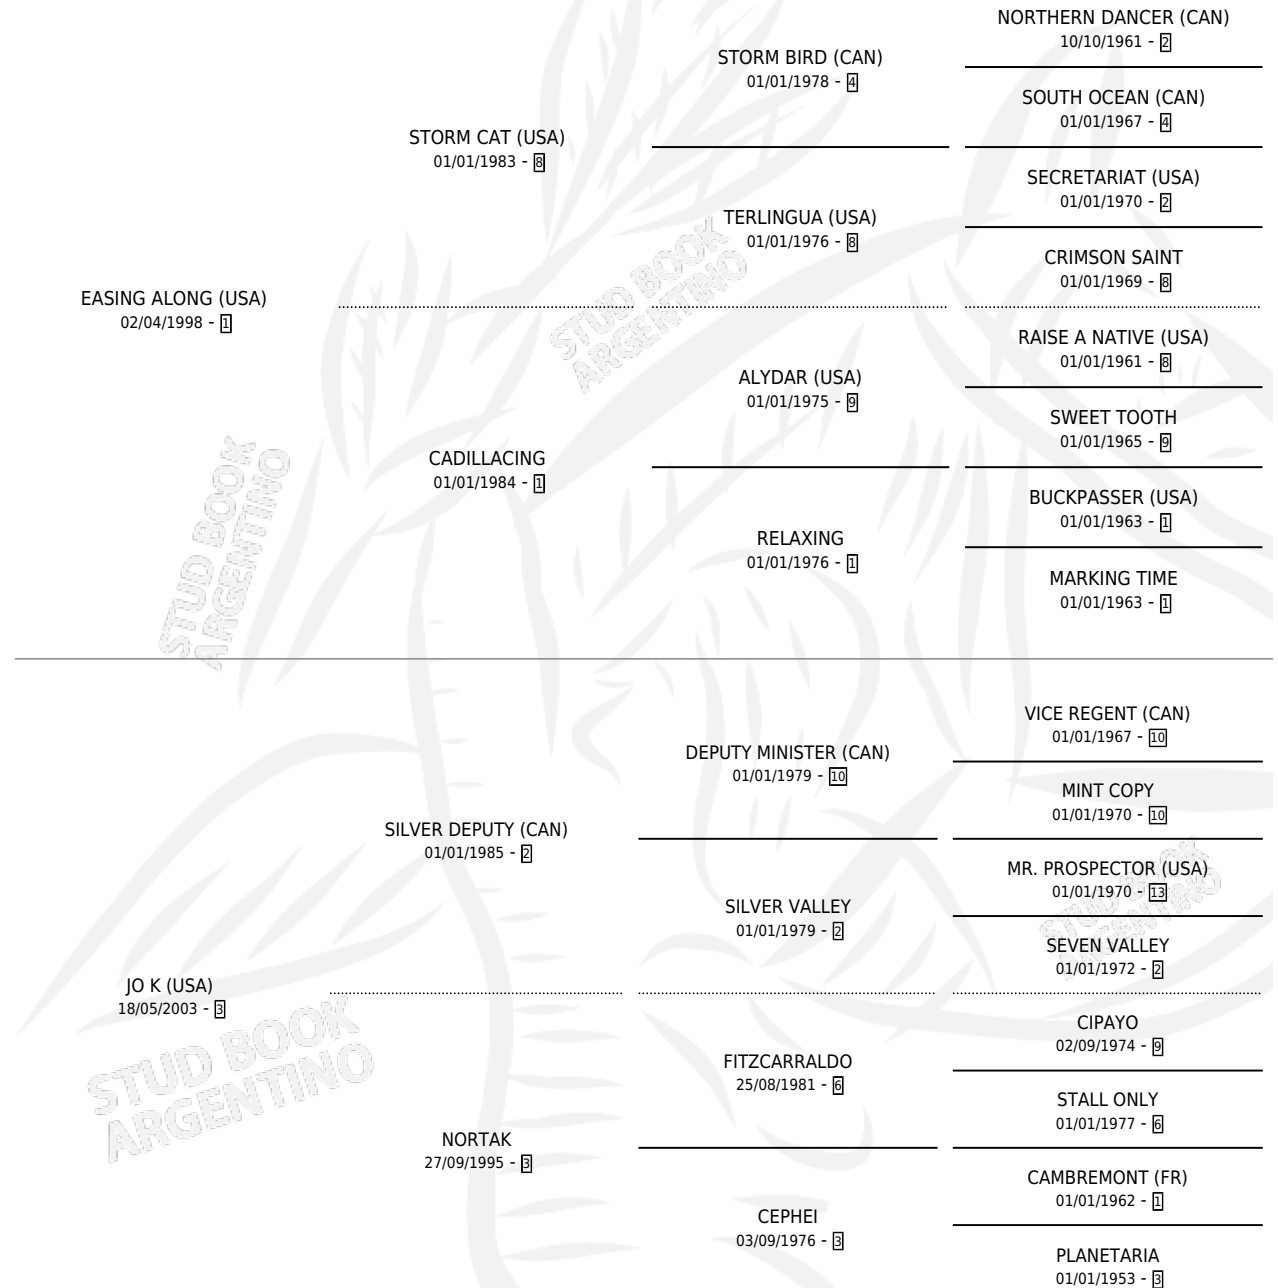 NORTHERN DANCER (CAN)
10/10/1961 - 2
STORM BIRD (CAN)
01/01/1978 - 4
SOUTH OCEAN (CAN)
01/01/1967 - 4
STORM CAT (USA)
01/01/1983 - 8
SECRETARIAT (USA)
01/01/1970 - 2
TERLINGUA (USA)
01/01/1976 - 8
CRIMSON SAINT
01/01/1969 - 8
EASING ALONG (USA)
02/04/1998 - 1
RAISE A NATIVE (USA)
01/01/1961 - 8
ALYDAR (USA)
01/01/1975 - 9
SWEET TOOTH
01/01/1965 - 9
CADILLACING
01/01/1984 - 1
BUCKPASSER (USA)
01/01/1963 - 1
RELAXING
01/01/1976 - 1
MARKING TIME
01/01/1963 - 1
STUD BOOK
ARGENTINO
STUD BOOK
ARGENTINO
VICE REGENT (CAN)
01/01/1967 - 10
DEPUTY MINISTER (CAN)
01/01/1979 - 10
MINT COPY
01/01/1970 - 10
SILVER DEPUTY (CAN)
01/01/1985 - 2
MR. PROSPECTOR (USA)
01/01/1970 - 13
SILVER VALLEY
01/01/1979 - 2
SEVEN VALLEY
01/01/1972 - 2
STUD BOOK
ARGENTINO
JO K (USA)
18/05/2003 - 3
CIPAYO
02/09/1974 - 9
FITZCARRALDO
25/08/1981 - 6
STALL ONLY
01/01/1977 - 6
STUD BOOK
ARGENTINO
NORTAK
27/09/1995 - 3
CAMBREMONT (FR)
01/01/1962 - 1
CEPHEI
03/09/1976 - 3
PLANETARIA
01/01/1953 - 3